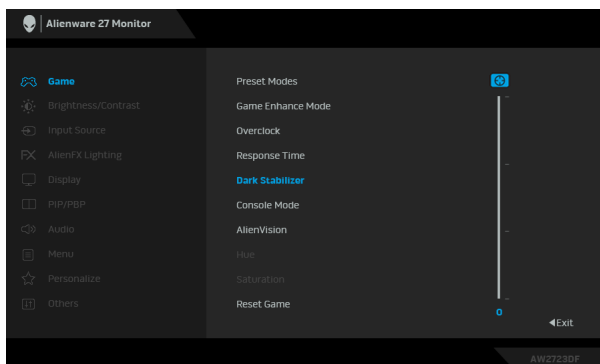 Alienware 27 Monitor
Game
Brightness/Contrast
Input Source
FX AlienFX Lighting
Display
PIP/PBP
Audio
Menu
Personalize
Others
Preset Modes
Game Enhance Mode
Overclock
Response Time
Dark Stabilizer
Console Mode
AlienVision
Hue
Saturation
Reset Game
0
Exit
AW2723DF